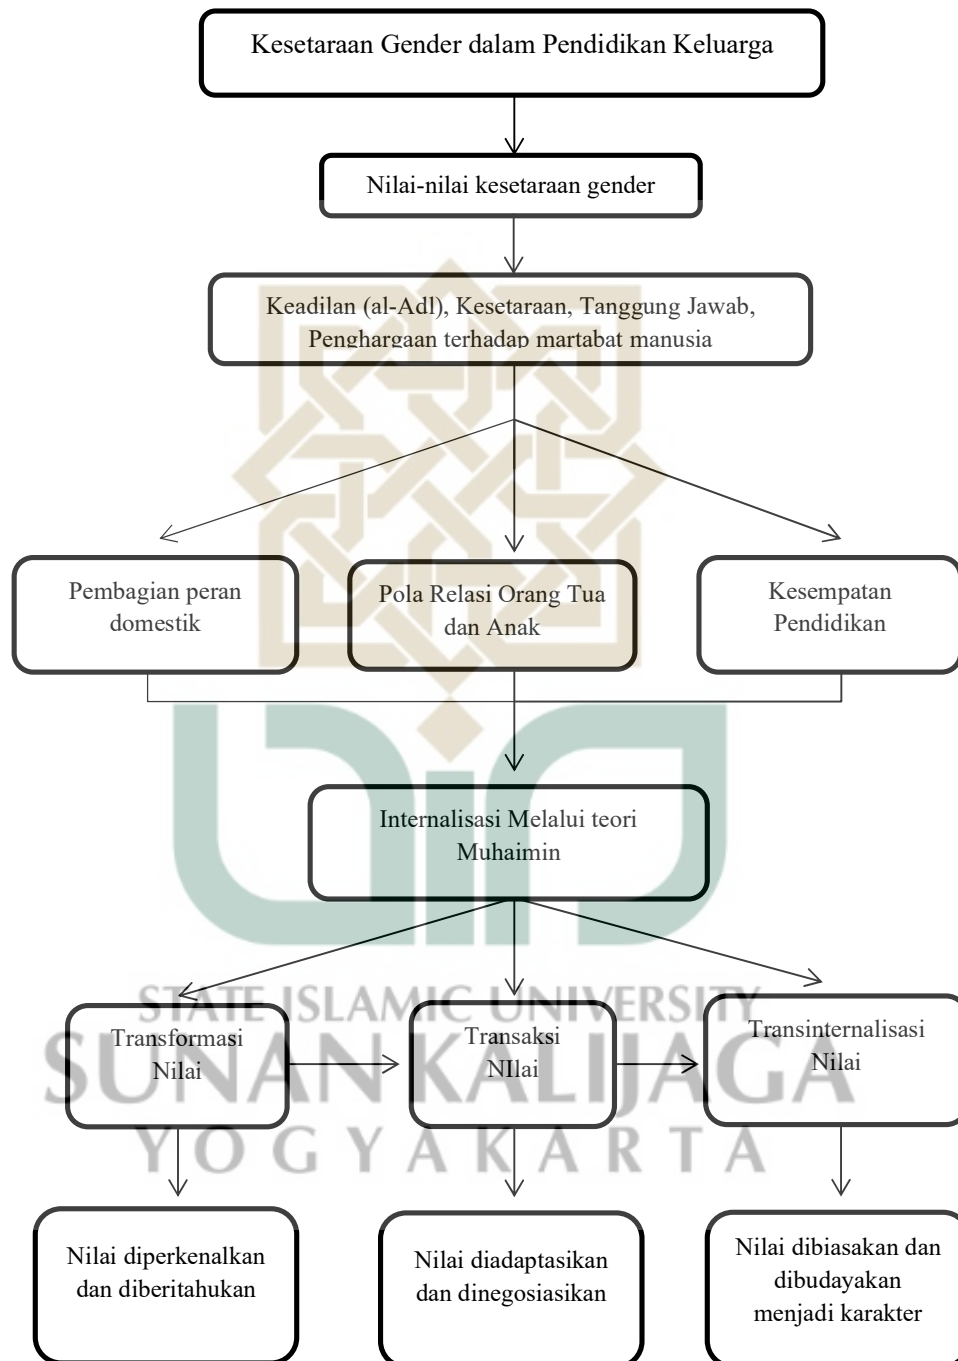 Kesetaraan Gender dalam Pendidikan Keluarga
Nilai-nilai kesetaraan gender
Keadilan (al-Adl), Kesetaraan, Tanggung Jawab,
Penghargaan terhadap martabat manusia
Pembagian peran
domestik
Pola Relasi Orang Tua
dan Anak
Kesempatan
Pendidikan
Internalisasi Melalui teori
Muhaimin
STATE ISLAMIC UNIVERSITY
SUNAN KALIJAGA
YOGYAKARTA
Transformasi
Nilai
Transaksi
NIlai
Transinternalisasi
Nilai
Nilai diperkenalkan
dan diberitahukan
Nilai diadaptasikan
dan dinegosiasikan
Nilai dibiasakan dan
dibudayakan
menjadi karakter